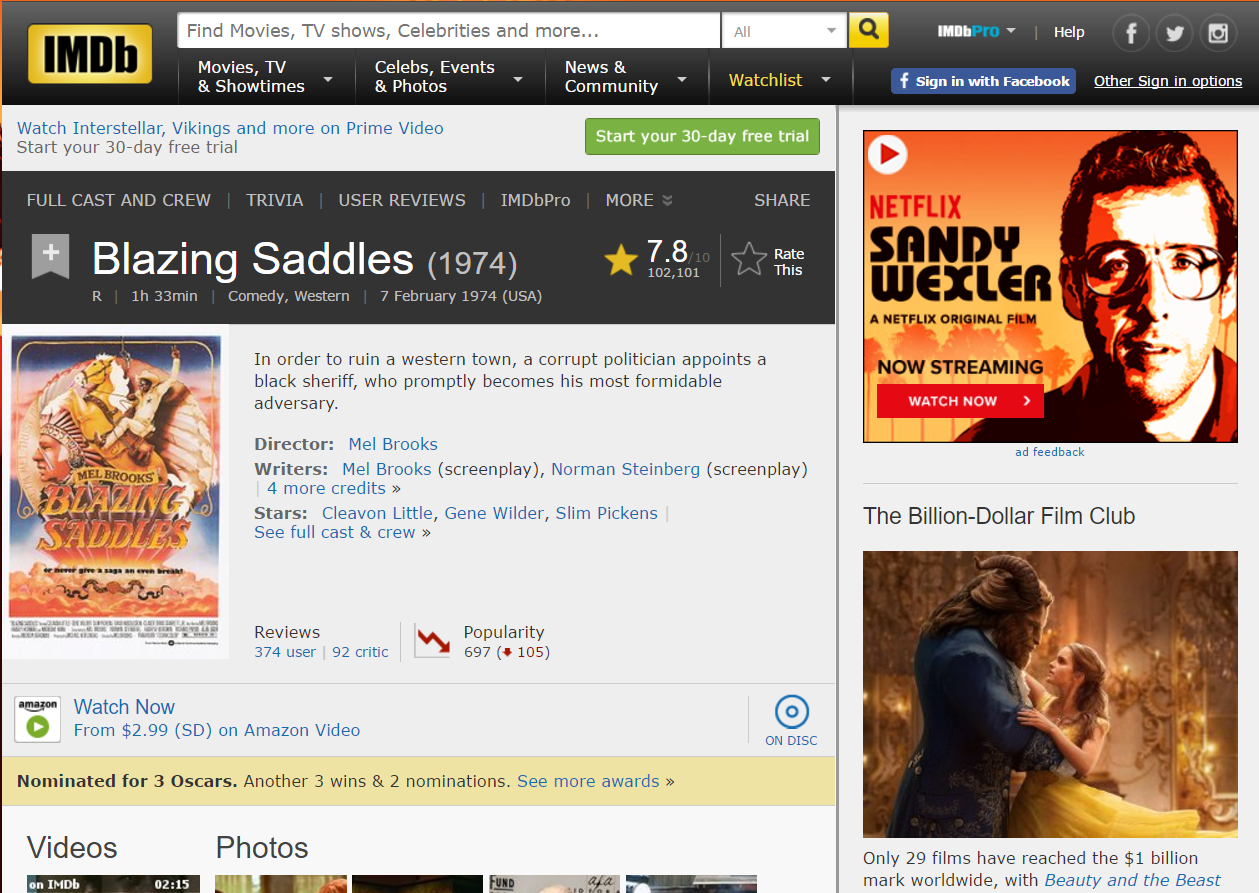 IMDb
Find Movies, TV shows, Celebrities and more...
All
IMDbPro | Help
Movies, TV
& Showtimes
Celebs, Events
& Photos
News &
Community
Watchlist
f Sign in with Facebook
Other Sign in options
Watch Interstellar, Vikings and more on Prime Video
Start your 30-day free trial
Start your 30-day free trial
FULL CAST AND CREW | TRIVIA | USER REVIEWS | IMDbPro | MORE
SHARE
Blazing Saddles (1974)
7.8/10
102,101
Rate
This
R | 1h 33min | Comedy, Western | 7 February 1974 (USA)
MEL BROOKS'
BLAZING
SADDLES
or never give a saga an even break!
In order to ruin a western town, a corrupt politician appoints a
black sheriff, who promptly becomes his most formidable
adversary.
Director: Mel Brooks
Writers: Mel Brooks (screenplay), Norman Steinberg (screenplay)
| 4 more credits »
Stars: Cleavon Little, Gene Wilder, Slim Pickens |
See full cast & crew »
Reviews
374 user | 92 critic
Popularity
697 ( 105)
amazon
Watch Now
From $2.99 (SD) on Amazon Video
ON DISC
Nominated for 3 Oscars. Another 3 wins & 2 nominations. See more awards »
Videos
Photos
on IMDb
02:15
FUND
NETFLIX
SANDY
WEXLER
A NETFLIX ORIGINAL FILM
NOW STREAMING
WATCH NOW >
ad feedback
The Billion-Dollar Film Club
Only 29 films have reached the $1 billion
mark worldwide, with Beauty and the Beast